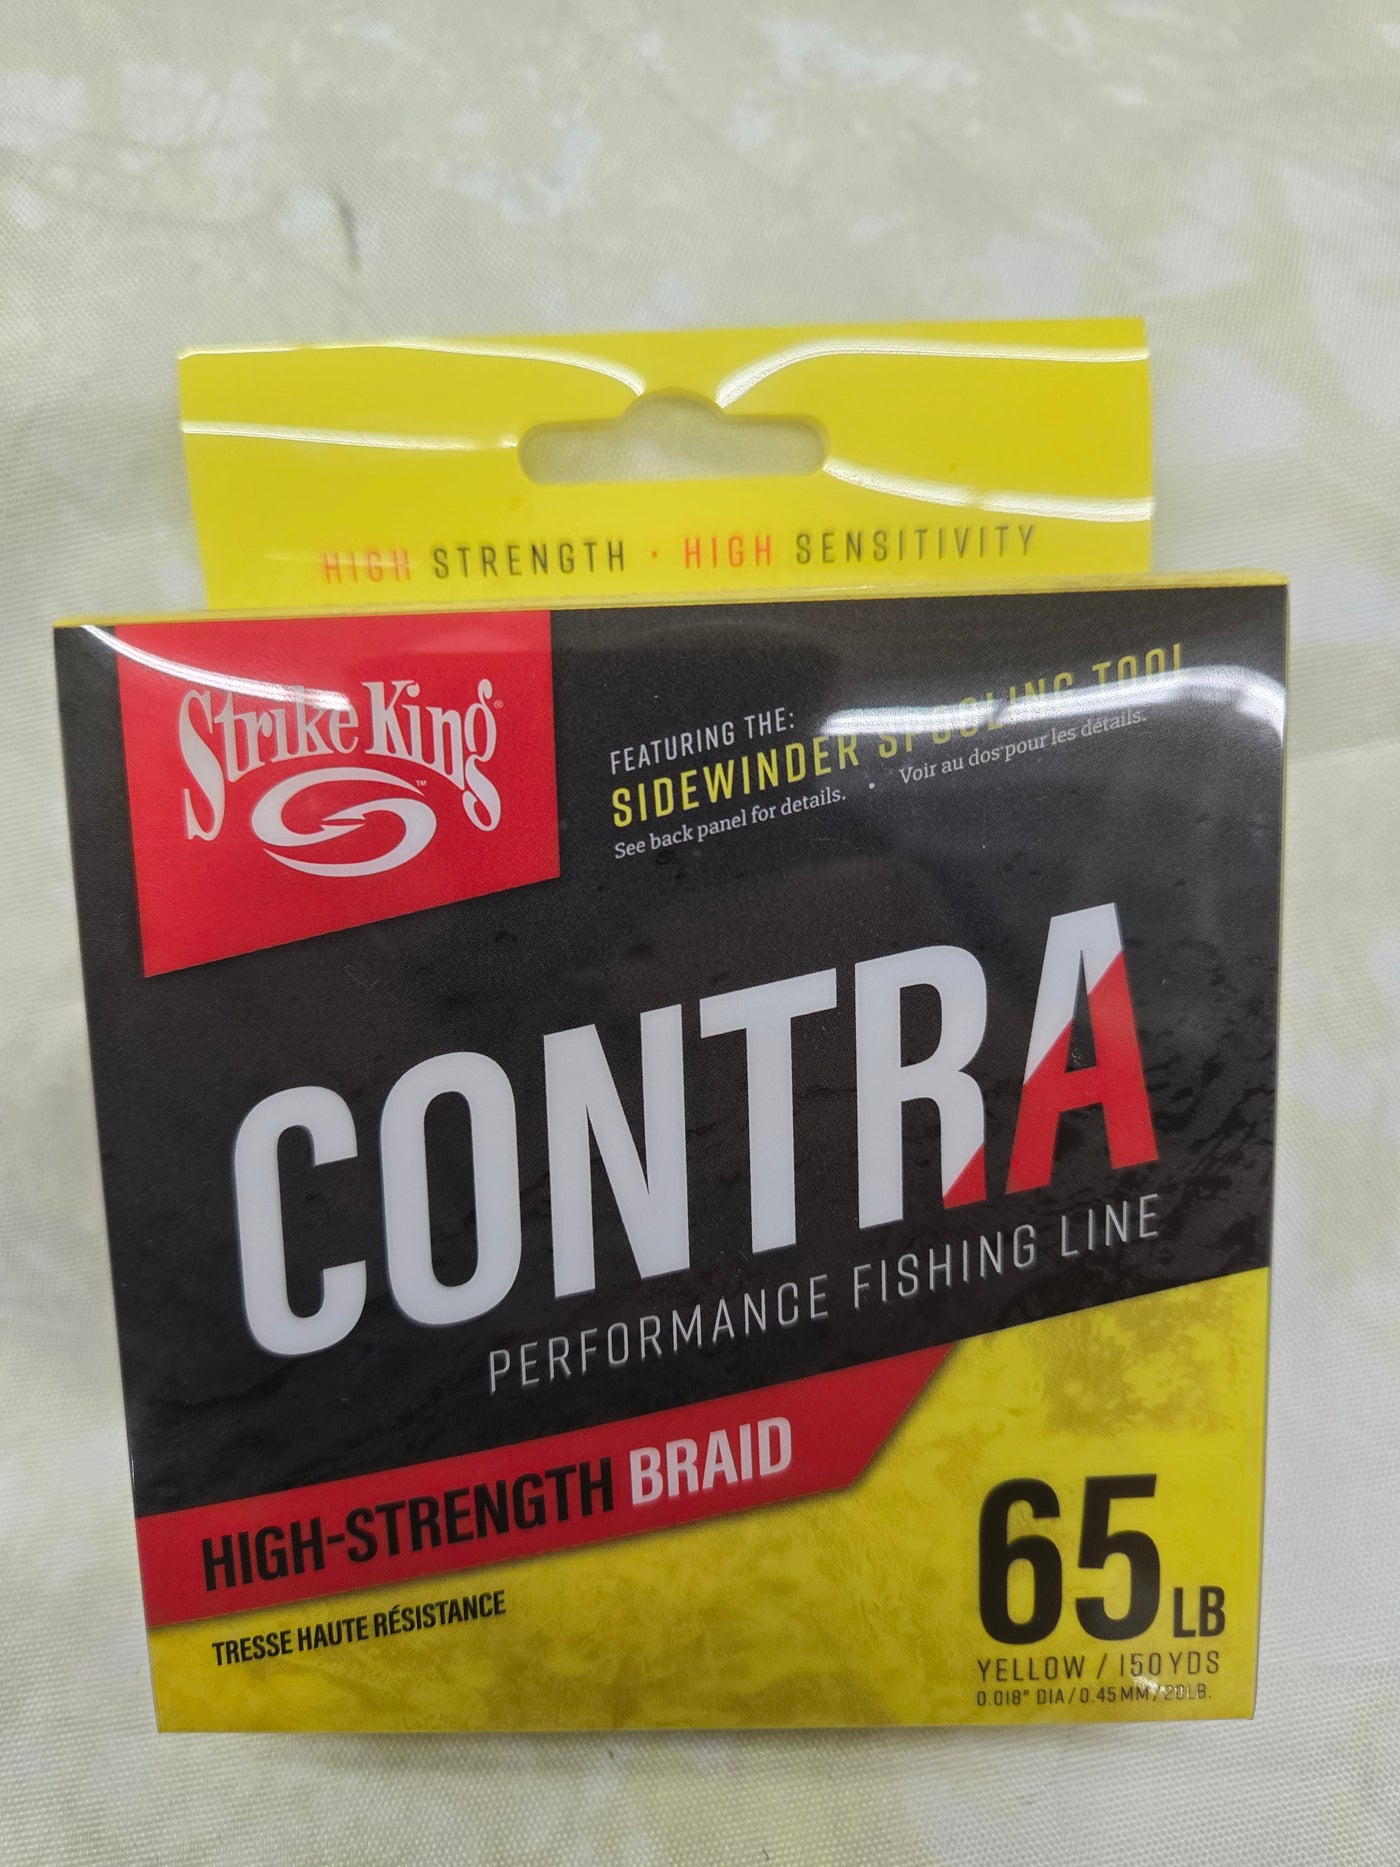 HIGH STRENGTH · HIGH SENSITIVITY
Strike King®
™
FEATURING THE:
SIDEWINDER SPOOLING TOOL
See back panel for details. • Voir au dos pour les détails.
CONTRA
PERFORMANCE FISHING LINE
HIGH-STRENGTH BRAID
TRESSE HAUTE RÉSISTANCE
65 LB
YELLOW / 150 YDS
0.018" DIA / 0.45 MM / 20LB.